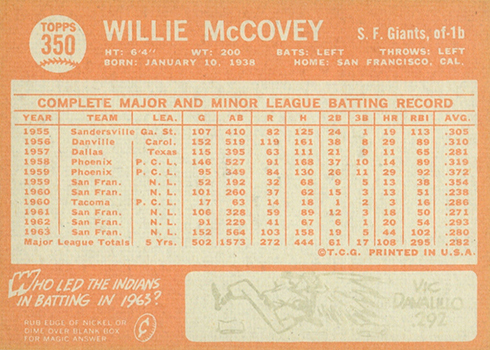 TOPPS 350
WILLIE McCOVEY
S. F. Giants, of-1b
HT: 6'4" WT: 200 BATS: LEFT THROWS: LEFT
BORN: JANUARY 10, 1938 HOME: SAN FRANCISCO, CAL.
COMPLETE MAJOR AND MINOR LEAGUE BATTING RECORD
YEAR TEAM LEA. G AB R H 2B 3B HR RBI AVG.
1955 Sandersville Ga. St. 107 410 82 125 24 1 19 113 .305
1956 Danville Carol. 152 519 119 161 38 8 29 89 .310
1957 Dallas Texas 115 395 63 111 21 9 11 65 .281
1958 Phoenix P. C. L. 146 527 91 168 37 10 14 89 .319
1959 Phoenix P. C. L. 95 349 84 130 26 11 29 92 .372
1959 San Fran. N. L. 52 192 32 68 9 5 13 38 .354
1960 San Fran. N. L. 101 260 37 62 15 3 13 51 .238
1960 Tacoma P. C. L. 17 63 14 18 1 2 3 16 .286
1961 San Fran. N. L. 106 328 59 89 12 3 18 50 .271
1962 San Fran. N. L. 91 229 41 67 6 1 20 54 .293
1963 San Fran. N. L. 152 564 103 158 19 5 44 102 .280
Major League Totals 5 Yrs. 502 1573 272 444 61 17 108 295 .282
©T.C.G. PRINTED IN U.S.A.
WHO LED THE INDIANS
IN BATTING IN 1963?
RUB EDGE OF NICKEL OR
DIME OVER BLANK BOX
FOR MAGIC ANSWER
VIC
DAVALILLO
.292